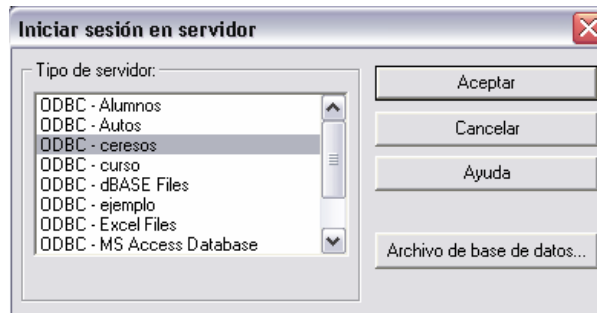 Iniciar sesión en servidor
Tipo de servidor:
ODBC - Alumnos
ODBC - Autos
ODBC - ceresos
ODBC - curso
ODBC - dBASE Files
ODBC - ejemplo
ODBC - Excel Files
ODBC - MS Access Database
Aceptar
Cancelar
Ayuda
Archivo de base de datos...